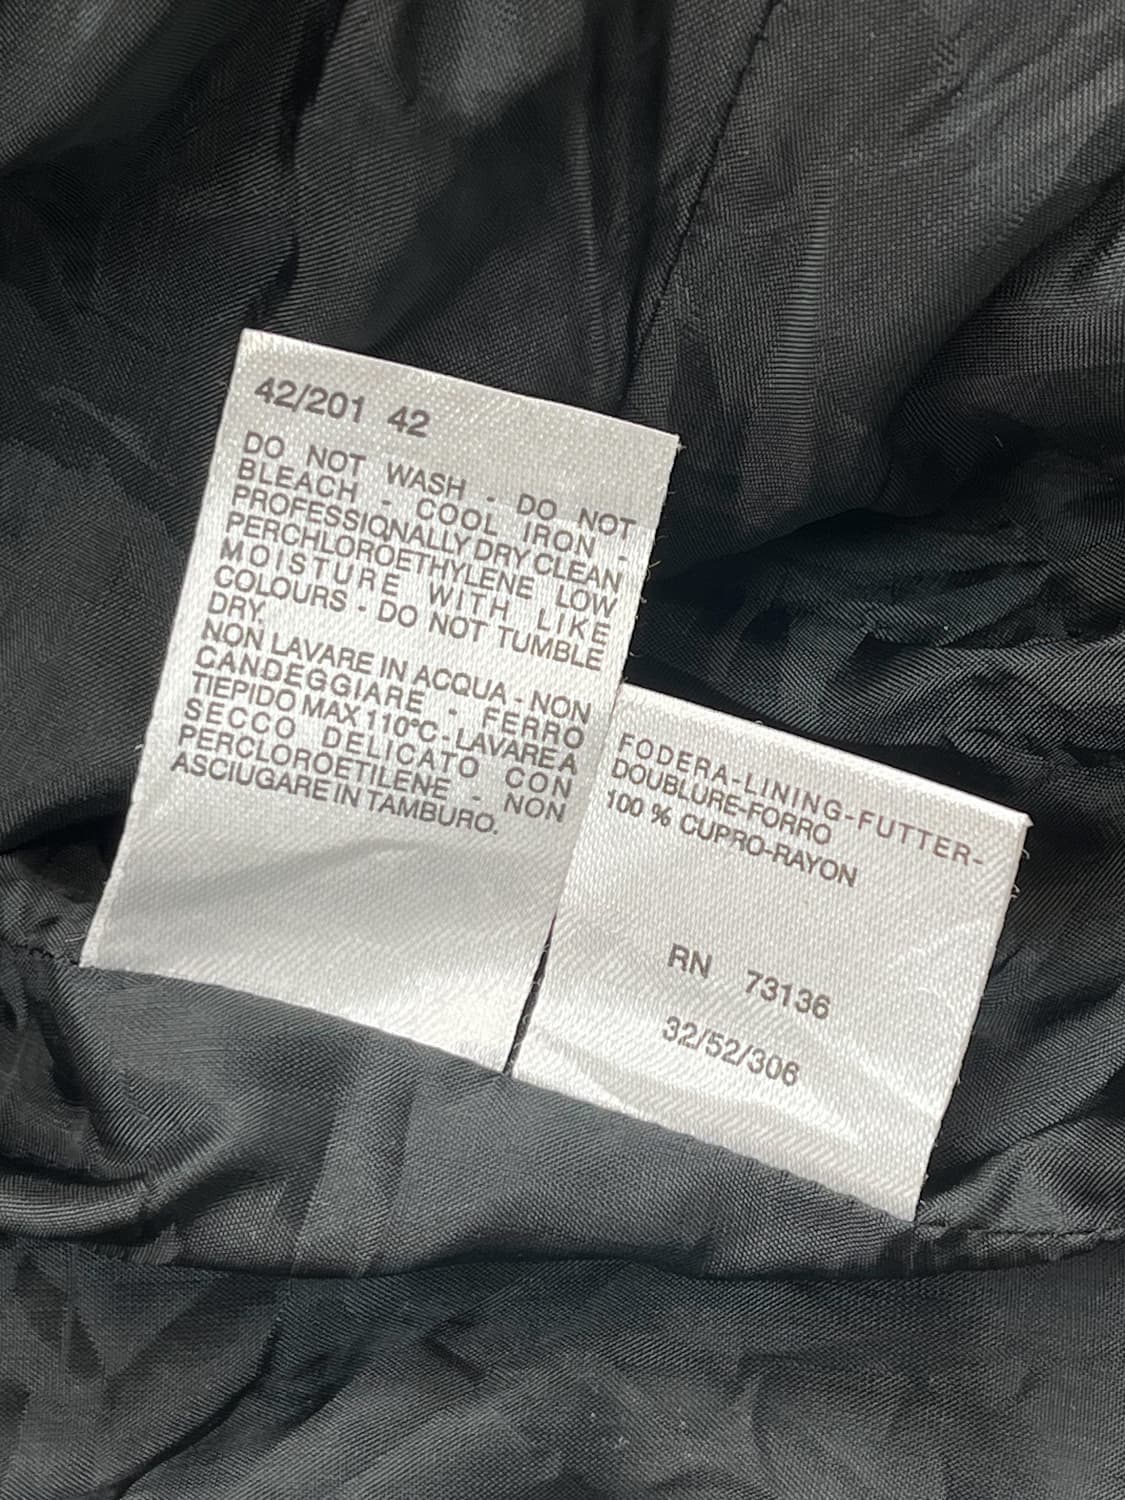 42/201 42
DO NOT WASH - DO NOT
BLEACH - COOL IRON -
PROFESSIONALLY DRY CLEAN
PERCHLOROETHYLENE LOW
MOISTURE WITH LIKE
COLOURS - DO NOT TUMBLE
DRY.
NON LAVARE IN ACQUA - NON
CANDEGGIARE - FERRO
TIEPIDO MAX 110°C - LAVARE A
SECCO DELICATO CON
PERCLOROETILENE - NON
ASCIUGARE IN TAMBURO.
FODERA-LINING-FUTTER-
DOUBLURE-FORRO
100 % CUPRO-RAYON
RN 73136
32/52/306